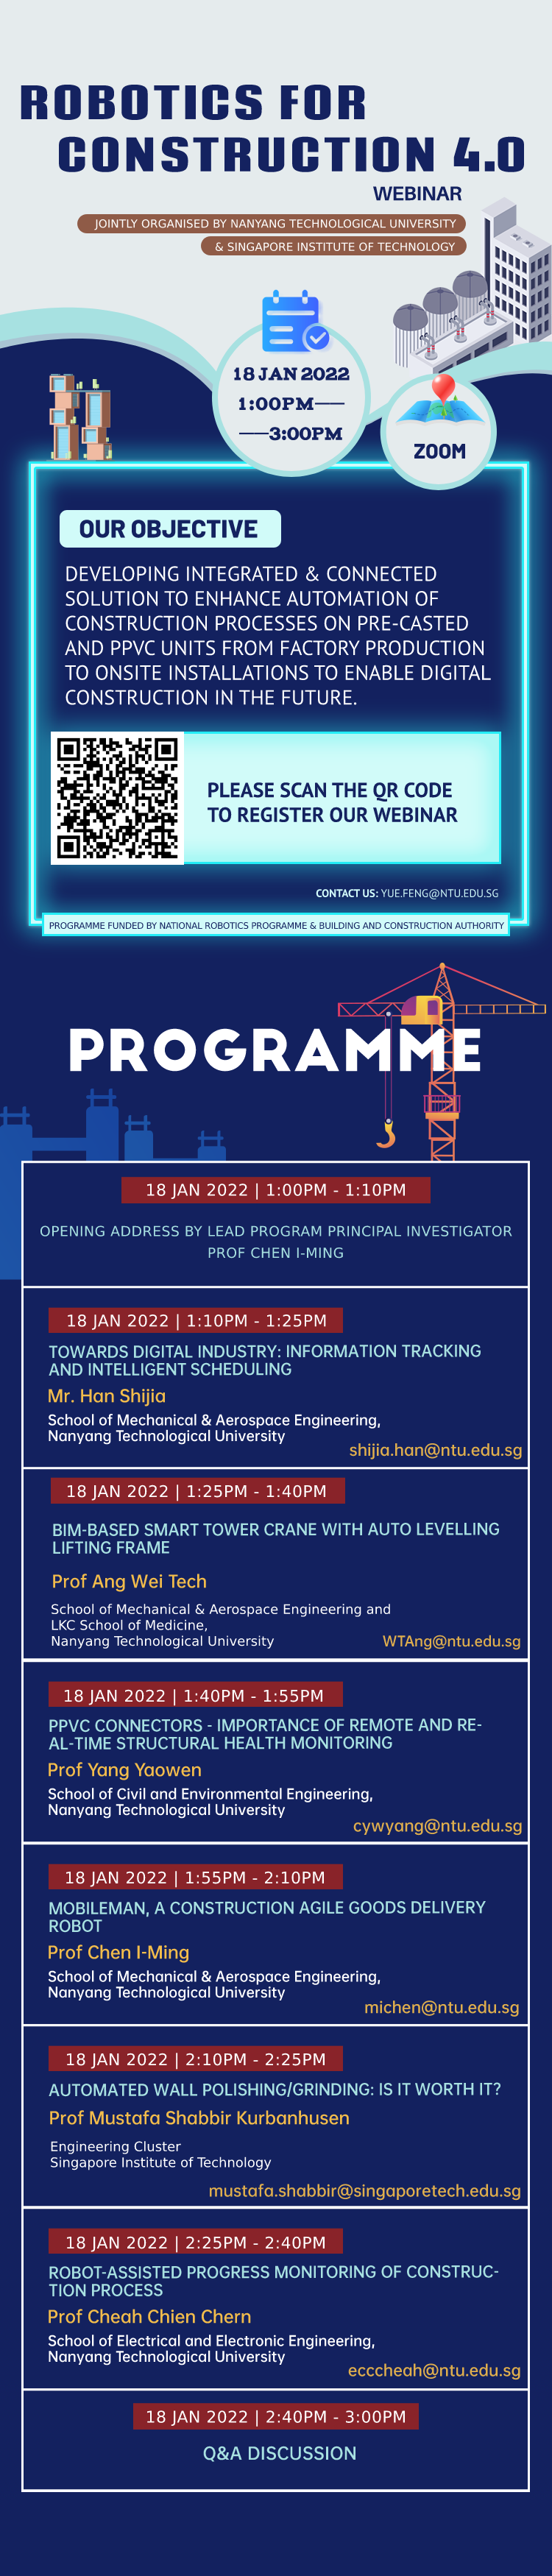 ROBOTICS FOR
CONSTRUCTION 4.0
WEBINAR
JOINTLY ORGANISED BY NANYANG TECHNOLOGICAL UNIVERSITY
& SINGAPORE INSTITUTE OF TECHNOLOGY
18 JAN 2022
1:00PM——
——3:00PM
ZOOM
OUR OBJECTIVE
DEVELOPING INTEGRATED & CONNECTED
SOLUTION TO ENHANCE AUTOMATION OF
CONSTRUCTION PROCESSES ON PRE-CASTED
AND PPVC UNITS FROM FACTORY PRODUCTION
TO ONSITE INSTALLATIONS TO ENABLE DIGITAL
CONSTRUCTION IN THE FUTURE.
PLEASE SCAN THE QR CODE
TO REGISTER OUR WEBINAR
CONTACT US: YUE.FENG@NTU.EDU.SG
PROGRAMME FUNDED BY NATIONAL ROBOTICS PROGRAMME & BUILDING AND CONSTRUCTION AUTHORITY
PROGRAMME
18 JAN 2022 | 1:00PM - 1:10PM
OPENING ADDRESS BY LEAD PROGRAM PRINCIPAL INVESTIGATOR
PROF CHEN I-MING
18 JAN 2022 | 1:10PM - 1:25PM
TOWARDS DIGITAL INDUSTRY: INFORMATION TRACKING
AND INTELLIGENT SCHEDULING
Mr. Han Shijia
School of Mechanical & Aerospace Engineering,
Nanyang Technological University
shijia.han@ntu.edu.sg
18 JAN 2022 | 1:25PM - 1:40PM
BIM-BASED SMART TOWER CRANE WITH AUTO LEVELLING
LIFTING FRAME
Prof Ang Wei Tech
School of Mechanical & Aerospace Engineering and
LKC School of Medicine,
Nanyang Technological University
WTAng@ntu.edu.sg
18 JAN 2022 | 1:40PM - 1:55PM
PPVC CONNECTORS - IMPORTANCE OF REMOTE AND RE-
AL-TIME STRUCTURAL HEALTH MONITORING
Prof Yang Yaowen
School of Civil and Environmental Engineering,
Nanyang Technological University
cywyang@ntu.edu.sg
18 JAN 2022 | 1:55PM - 2:10PM
MOBILEMAN, A CONSTRUCTION AGILE GOODS DELIVERY
ROBOT
Prof Chen I-Ming
School of Mechanical & Aerospace Engineering,
Nanyang Technological University
michen@ntu.edu.sg
18 JAN 2022 | 2:10PM - 2:25PM
AUTOMATED WALL POLISHING/GRINDING: IS IT WORTH IT?
Prof Mustafa Shabbir Kurbanhusen
Engineering Cluster
Singapore Institute of Technology
mustafa.shabbir@singaporetech.edu.sg
18 JAN 2022 | 2:25PM - 2:40PM
ROBOT-ASSISTED PROGRESS MONITORING OF CONSTRUC-
TION PROCESS
Prof Cheah Chien Chern
School of Electrical and Electronic Engineering,
Nanyang Technological University
ecccheah@ntu.edu.sg
18 JAN 2022 | 2:40PM - 3:00PM
Q&A DISCUSSION